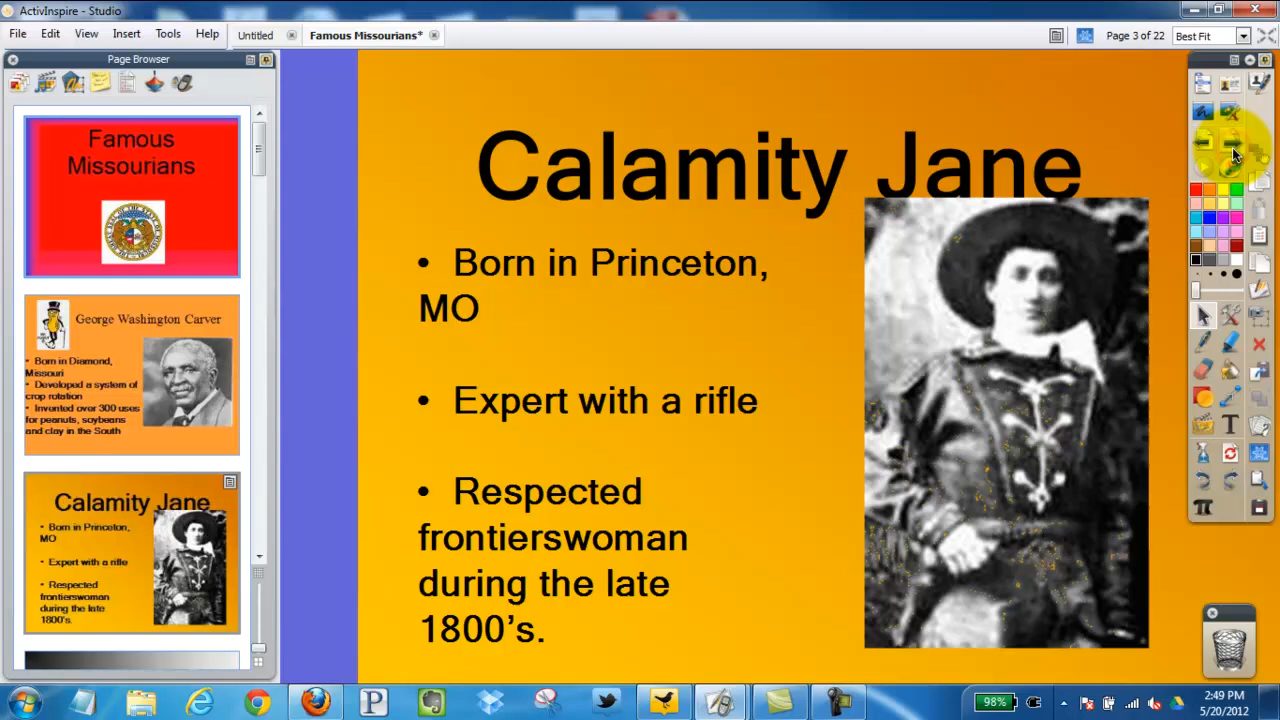 ActivInspire - Studio
File Edit View Insert Tools Help
Untitled
Famous Missourians*
Page 3 of 22
Best Fit
Page Browser
Famous
Missourians
George Washington Carver
• Born in Diamond,
Missouri
• Developed a system of
crop rotation
• Invented over 300 uses
for peanuts, soybeans
and clay in the South
Calamity Jane
• Born in Princeton,
MO
• Expert with a rifle
• Respected
frontierswoman
during the late
1800's.
Calamity Jane
• Born in Princeton,
MO
• Expert with a rifle
• Respected
frontierswoman
during the late
1800's.
98%
2:49 PM
5/20/2012